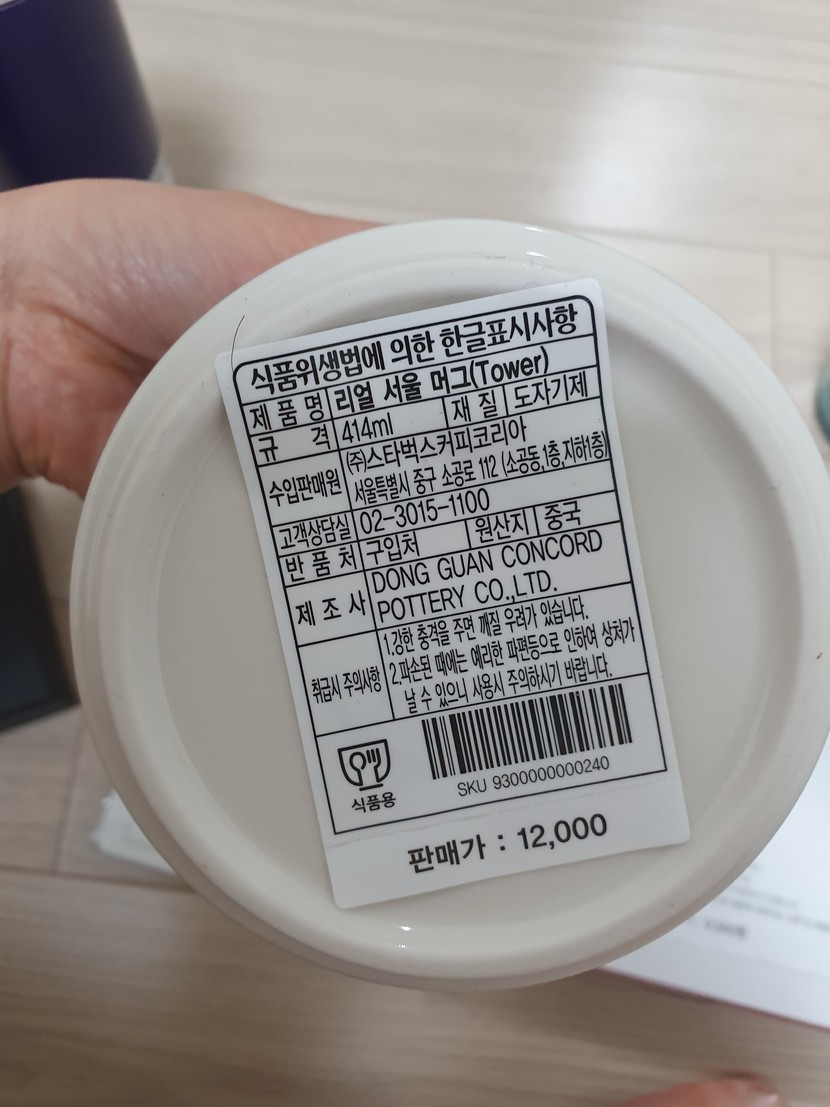 식품위생법에 의한 한글표시사항
제 품 명 리얼 서울 머그(Tower)
규 격 414ml 재 질 도자기제
수입판매원 (주)스타벅스커피코리아
서울특별시 중구 소공로 112 (소공동,1층,지하1층)
고객상담실 02-3015-1100
반 품 처 구입처 원산지 중국
제 조 사 DONG GUAN CONCORD
POTTERY CO.,LTD.
취급시 주의사항 1.강한 충격을 주면 깨질 우려가 있습니다.
2.파손된 때에는 예리한 파편등으로 인하여 상처가
날 수 있으니 사용시 주의하시기 바랍니다.
식품용
SKU 9300000000240
판매가 : 12,000